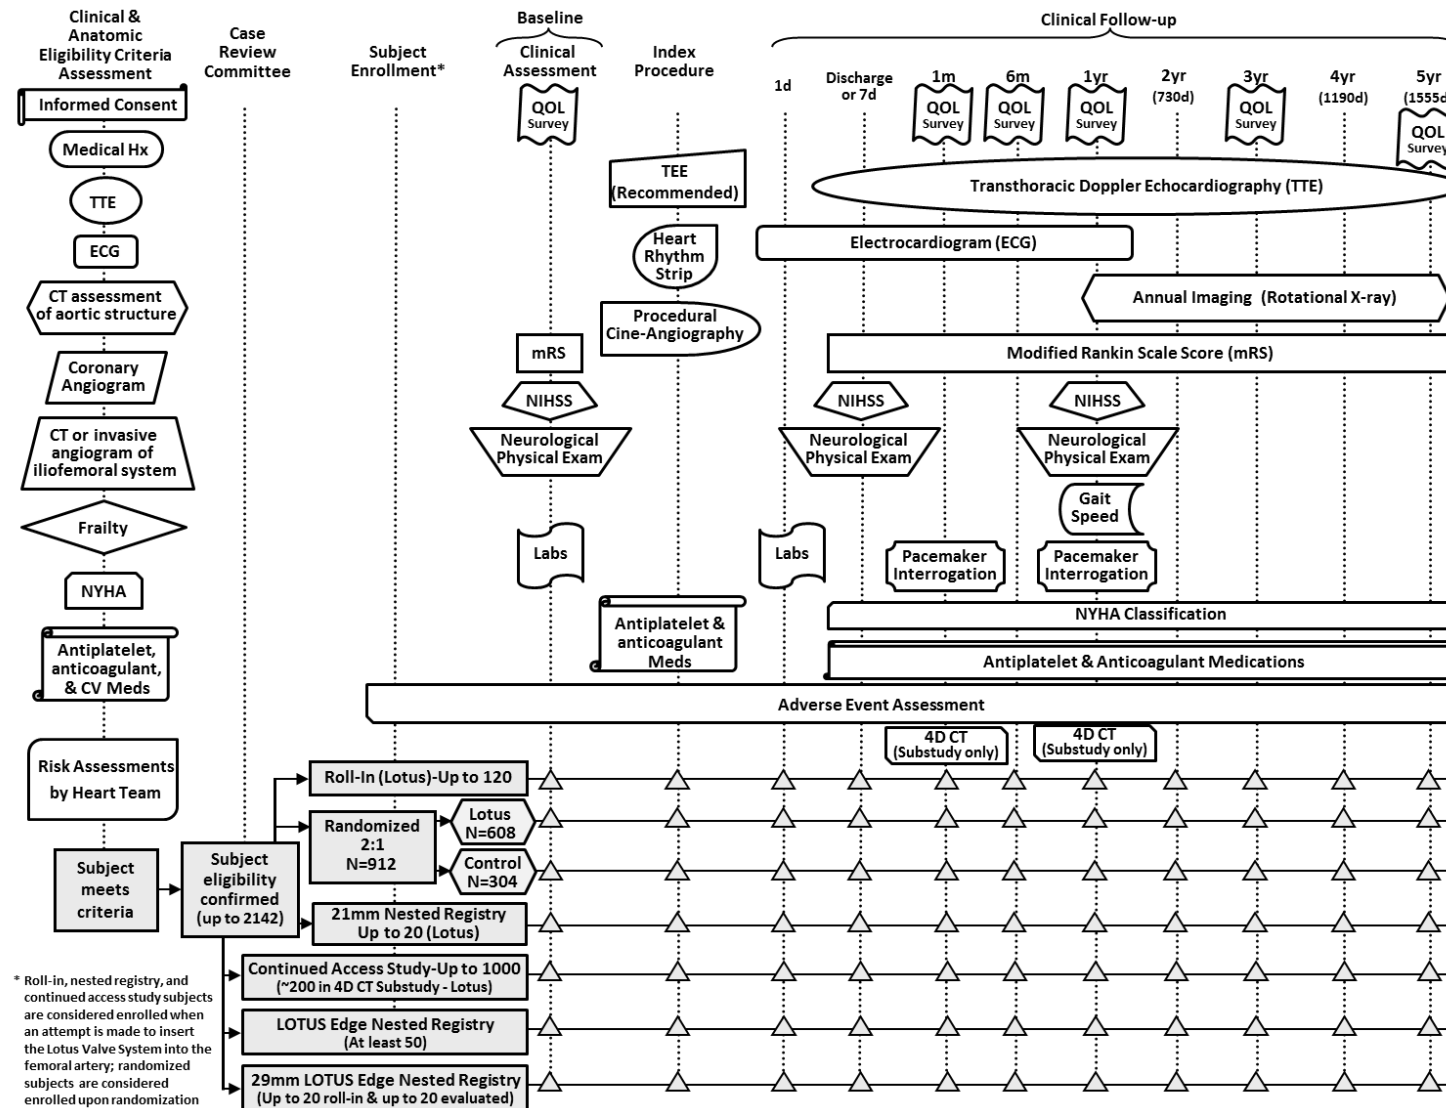 Clinical &
Anatomic
Eligibility Criteria
Assessment
Informed Consent
Medical Hx
TTE
ECG
CT assessment
of aortic structure
Coronary
Angiogram
CT or invasive
angiogram of
iliofemoral system
Frailty
NYHA
Antiplatelet,
anticoagulant,
& CV Meds
Risk Assessments
by Heart Team
Subject
meets
criteria
Case
Review
Committee
Subject
eligibility
confirmed
(up to 2142)
Subject
Enrollment*
Baseline
Clinical
Assessment
QOL
Survey
mRS
NIHSS
Neurological
Physical Exam
Labs
Index
Procedure
TEE
(Recommended)
Heart
Rhythm
Strip
Procedural
Cine-Angiography
Antiplatelet &
anticoagulant
Meds
Clinical Follow-up
1d
Discharge
or 7d
1m
QOL
Survey
6m
QOL
Survey
1yr
QOL
Survey
2yr
(730d)
3yr
QOL
Survey
4yr
(1190d)
5yr
(1555d
QOL
Survey
Transthoracic Doppler Echocardiography (TTE)
Electrocardiogram (ECG)
Annual Imaging (Rotational X-ray)
Modified Rankin Scale Score (mRS)
NIHSS
NIHSS
Neurological
Physical Exam
Neurological
Physical Exam
Gait
Speed
Labs
Pacemaker
Interrogation
Pacemaker
Interrogation
NYHA Classification
Antiplatelet & Anticoagulant Medications
Adverse Event Assessment
4D CT
(Substudy only)
4D CT
(Substudy only)
Roll-In (Lotus)-Up to 120
Randomized
2:1
N=912
Lotus
N=608
Control
N=304
21mm Nested Registry
Up to 20 (Lotus)
Continued Access Study-Up to 1000
(~200 in 4D CT Substudy - Lotus)
LOTUS Edge Nested Registry
(At least 50)
29mm LOTUS Edge Nested Registry
(Up to 20 roll-in & up to 20 evaluated)
* Roll-in, nested registry, and
continued access study subjects
are considered enrolled when
an attempt is made to insert
the Lotus Valve System into the
femoral artery; randomized
subjects are considered
enrolled upon randomization